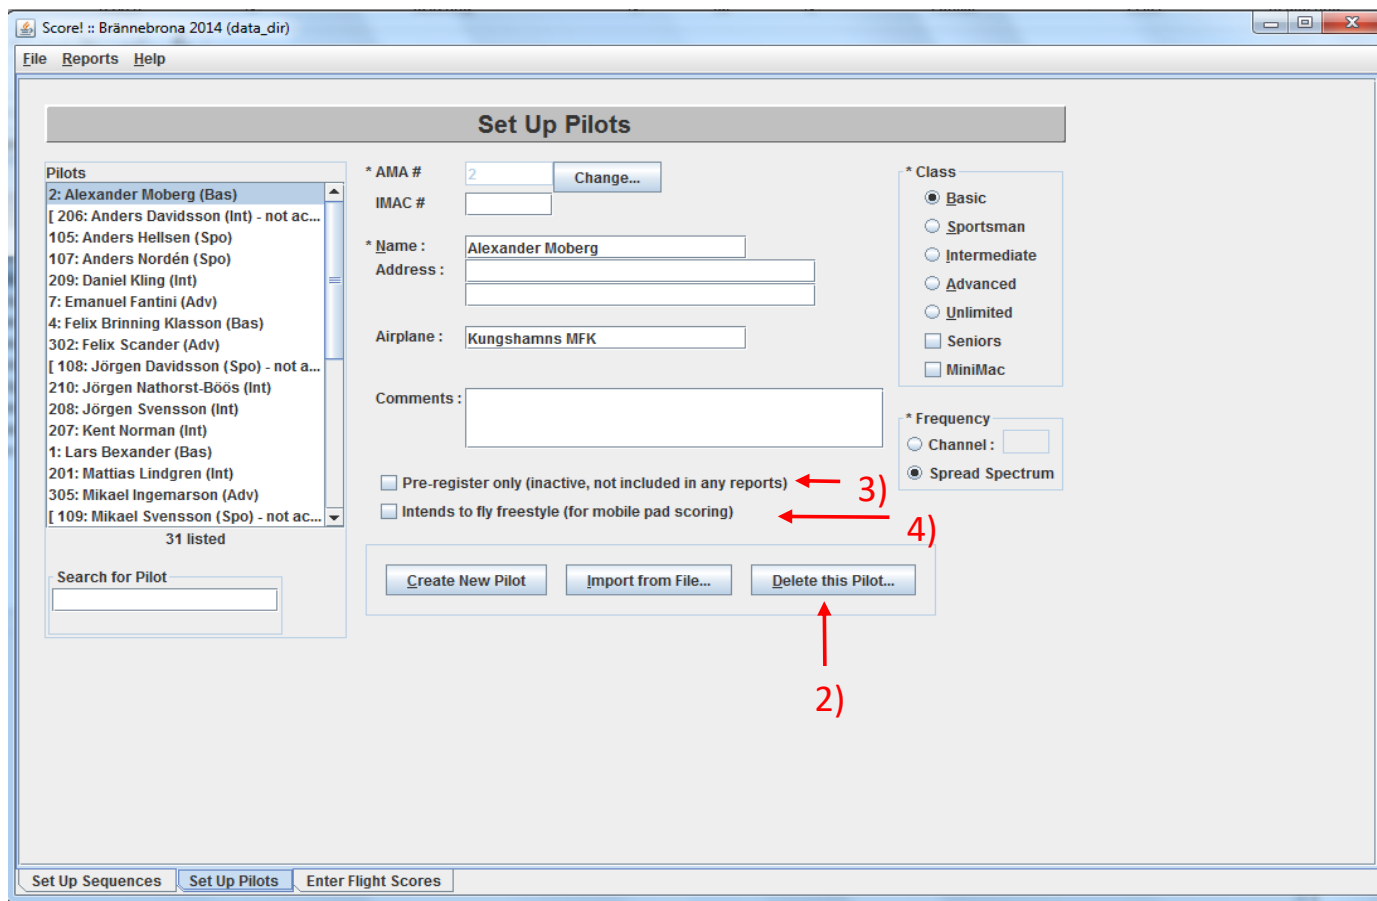 Score! :: Brännebrona 2014 (data_dir)
File Reports Help
Set Up Pilots
Pilots
2: Alexander Moberg (Bas)
[ 206: Anders Davidsson (Int) - not ac...
105: Anders Hellsen (Spo)
107: Anders Nordén (Spo)
209: Daniel Kling (Int)
7: Emanuel Fantini (Adv)
4: Felix Brinning Klasson (Bas)
302: Felix Scander (Adv)
[ 108: Jörgen Davidsson (Spo) - not a...
210: Jörgen Nathorst-Böös (Int)
208: Jörgen Svensson (Int)
207: Kent Norman (Int)
1: Lars Bexander (Bas)
201: Mattias Lindgren (Int)
305: Mikael Ingemarson (Adv)
[ 109: Mikael Svensson (Spo) - not ac...
31 listed
Search for Pilot
* AMA # 2 Change...
IMAC #
* Name : Alexander Moberg
Address :
Airplane : Kungshamns MFK
Comments :
Pre-register only (inactive, not included in any reports) 3)
Intends to fly freestyle (for mobile pad scoring) 4)
Create New Pilot Import from File... Delete this Pilot...
2)
* Class
Basic
Sportsman
Intermediate
Advanced
Unlimited
Seniors
MiniMac
* Frequency
Channel :
Spread Spectrum
Set Up Sequences Set Up Pilots Enter Flight Scores